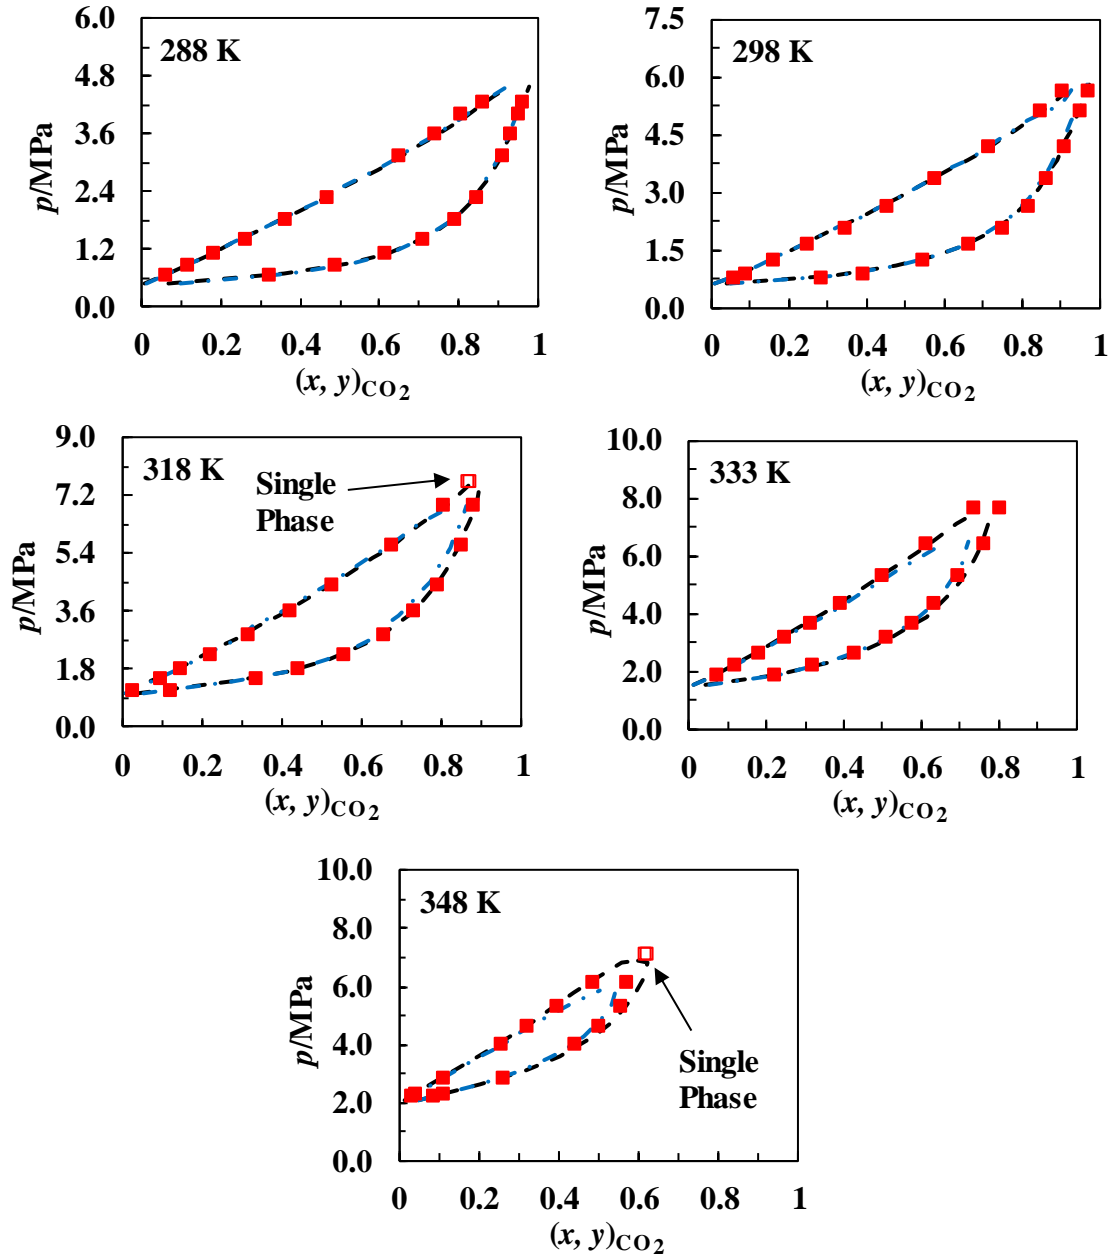 288 K
6.0
4.8
3.6
2.4
1.2
0.0
p/MPa
0 0.2 0.4 0.6 0.8 1
(x, y)CO2
298 K
7.5
6.0
4.5
3.0
1.5
0.0
p/MPa
0 0.2 0.4 0.6 0.8 1
(x, y)CO2
318 K
9.0
7.2
5.4
3.6
1.8
0.0
p/MPa
Single
Phase
0 0.2 0.4 0.6 0.8 1
(x, y)CO2
333 K
10.0
8.0
6.0
4.0
2.0
0.0
p/MPa
0 0.2 0.4 0.6 0.8 1
(x, y)CO2
348 K
10.0
8.0
6.0
4.0
2.0
0.0
p/MPa
Single
Phase
0 0.2 0.4 0.6 0.8 1
(x, y)CO2